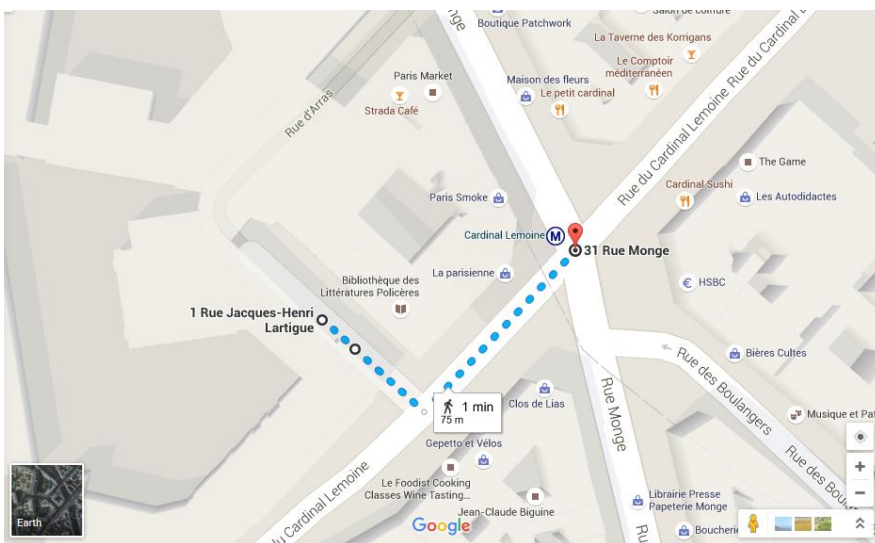 Salon de coiffure
Boutique Patchwork
Monge
La Taverne des Korrigans
Le Comptoir
méditerranéen
Rue du Cardinal Lemoine
Rue du Cardinal L
Paris Market
Maison des fleurs
Le petit cardinal
Strada Café
Rue d'Arras
The Game
Cardinal Sushi
Les Autodidactes
Paris Smoke
Cardinal Lemoine
M
31 Rue Monge
La parisienne
Bibliothèque des
Littératures Policères
€ HSBC
1 Rue Jacques-Henri
Lartigue
Bières Cultes
Rue des Boulangers
Rue Monge
1 min
75 m
Clos de Lias
Musique et Pat
Gepetto et Vélos
Rue des Boul
Rue du Cardinal Lemoine
Le Foodist Cooking
Classes Wine Tasting...
Jean-Claude Biguine
Librairie Presse
Papeterie Monge
Earth
Google
Ru
Boucherie